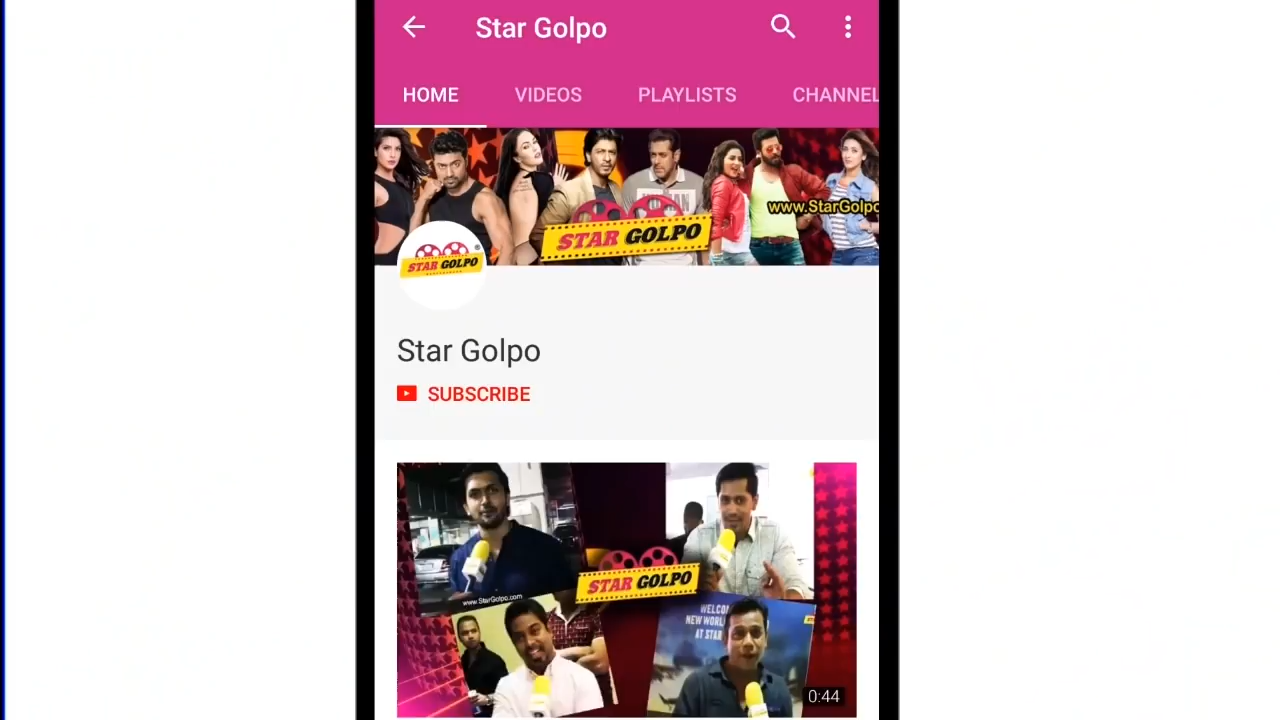 Star Golpo
HOME VIDEOS PLAYLISTS CHANNEL
www.StarGolpo
STAR GOLPO
STAR GOLPO
Star Golpo
SUBSCRIBE
STAR GOLPO
www.StarGolpo.com
WELCO
NEW WORL
AT STAR
0:44